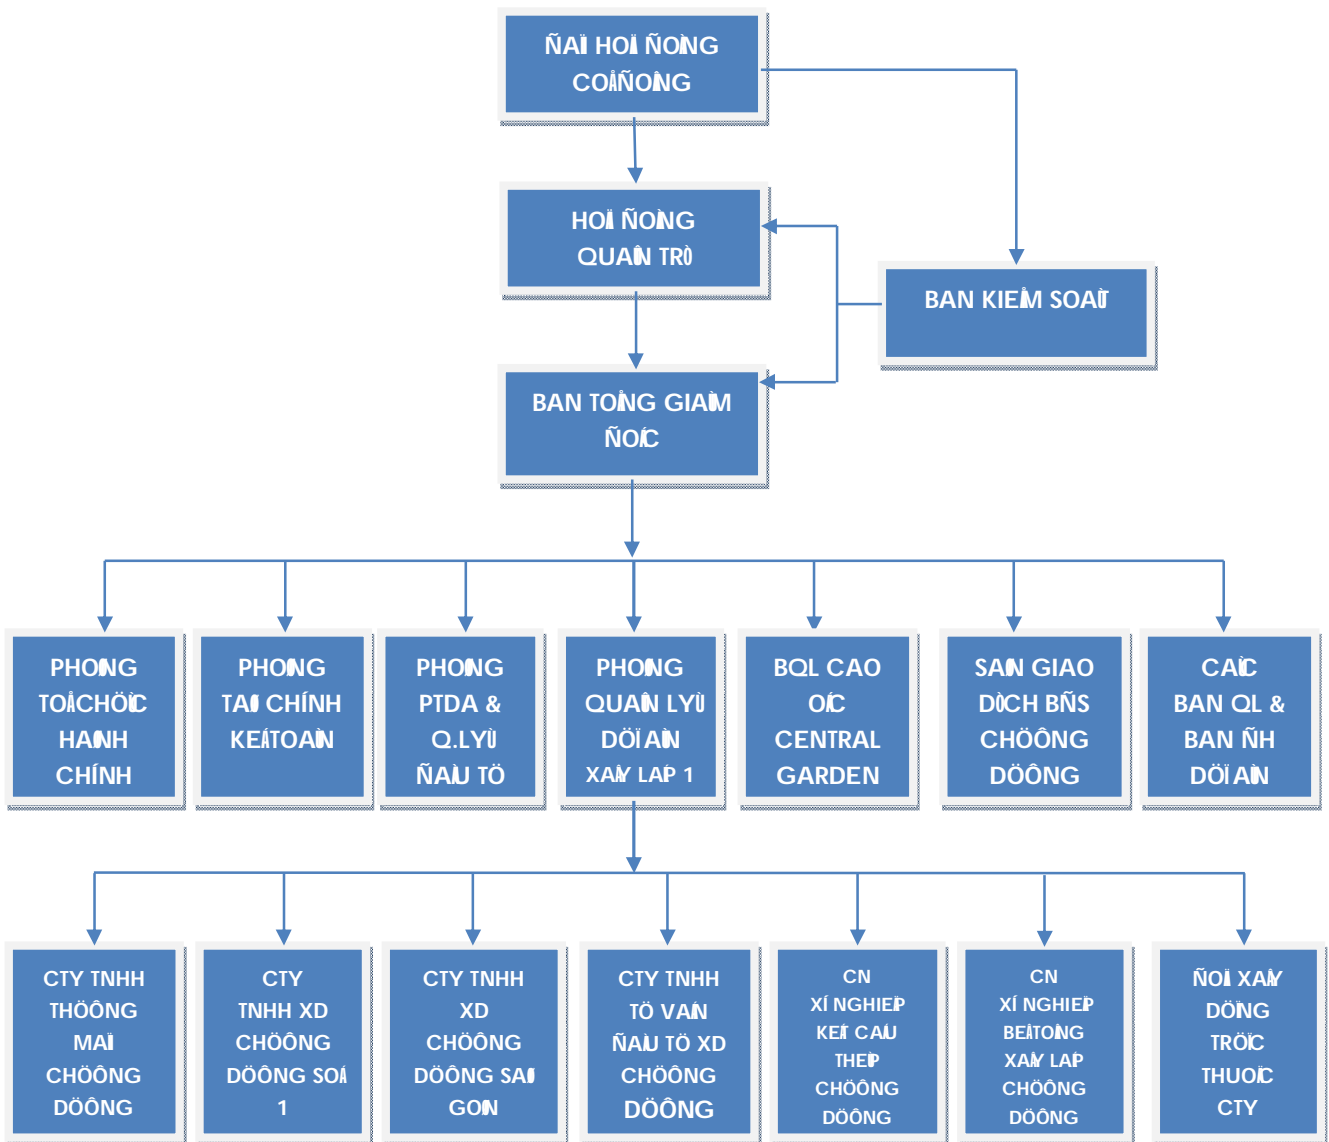 ÑAÏI HOÄI ÑOÀNG
COÅ ÑOÂNG
HOÄI ÑOÀNG
QUAÛN TRÒ
BAN KIEÅM SOAÙT
BAN TOÅNG GIAÙM
ÑOÁC
PHOØNG
TOÅ CHÖÙC
HAØNH
CHÍNH
PHOØNG
TAØI CHÍNH
KEÁ TOAÙN
PHOØNG
PTDA &
Q.LYÙ
ÑAÀU TÖ
PHOØNG
QUAÛN LYÙ
DÖÏ AÙN
XAÂY LAÉP 1
BQL CAO
OÁC
CENTRAL
GARDEN
SAØN GIAO
DÒCH BÑS
CHÖÔNG
DÖÔNG
CAÙC
BAN QL &
BAN ÑH
DÖÏ AÙN
CTY TNHH
THÖÔNG
MAÏI
CHÖÔNG
DÖÔNG
CTY
TNHH XD
CHÖÔNG
DÖÔNG SOÁ
1
CTY TNHH
XD
CHÖÔNG
DÖÔNG SAØI
GOØN
CTY TNHH
TÖ VAÁN
ÑAÀU TÖ XD
CHÖÔNG
DÖÔNG
CN
XÍ NGHIEÄP
KEÁT CAÁU
THEÙP
CHÖÔNG
DÖÔNG
CN
XÍ NGHIEÄP
BEÂ TOÂNG
XAÂY LAÉP
CHÖÔNG
DÖÔNG
ÑOÄI XAÂY
DÖÏNG
TRÖÏC
THUOÄC
CTY